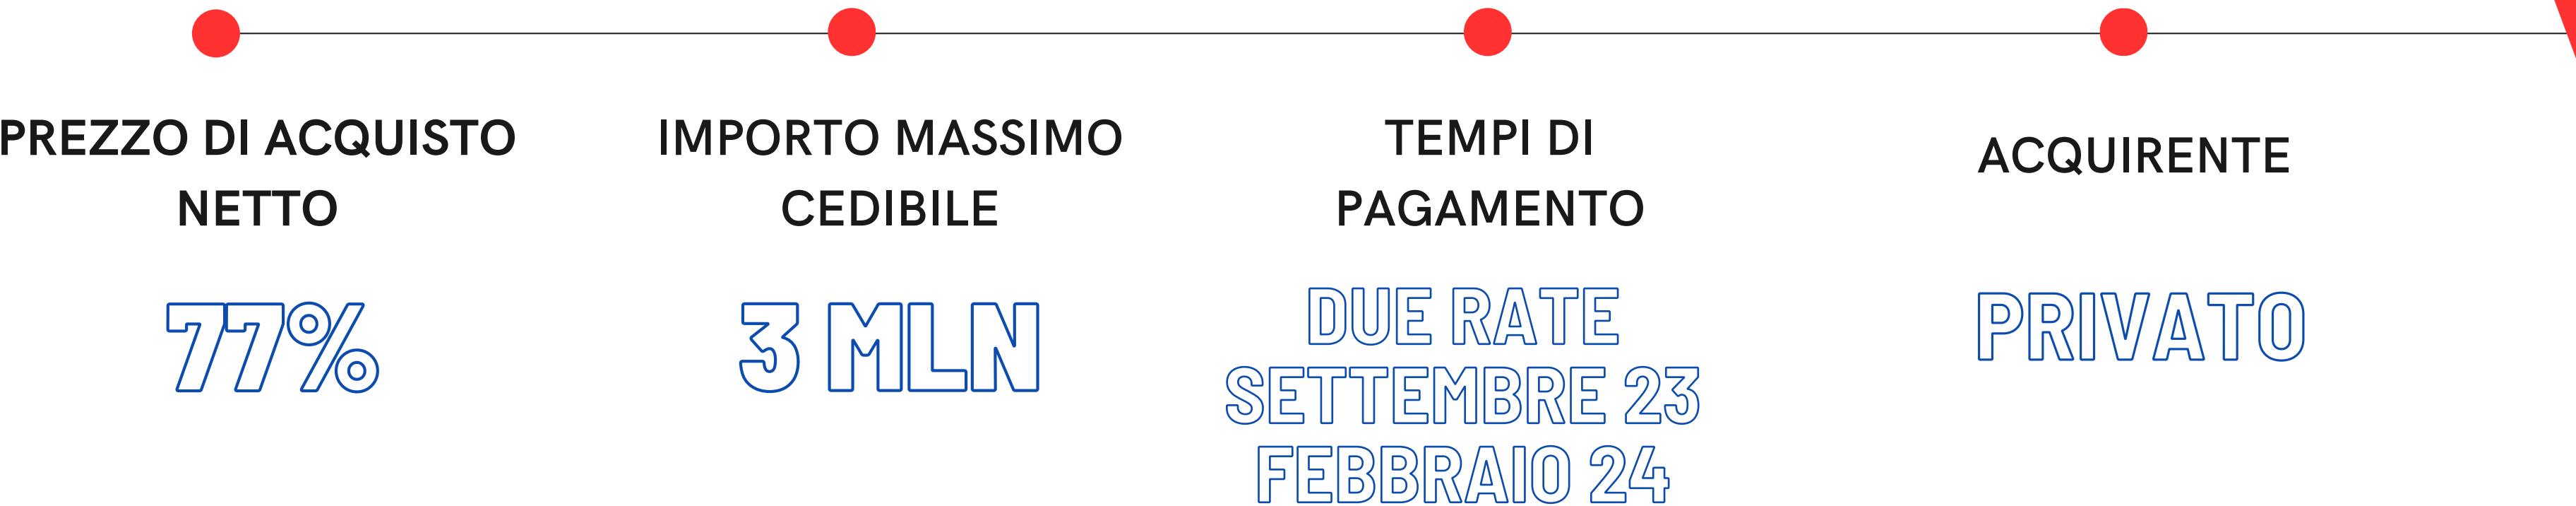 PREZZO DI ACQUISTO
NETTO
77%
IMPORTO MASSIMO
CEDIBILE
3 MLN
TEMPI DI
PAGAMENTO
DUE RATE
SETTEMBRE 23
FEBBRAIO 24
ACQUIRENTE
PRIVATO